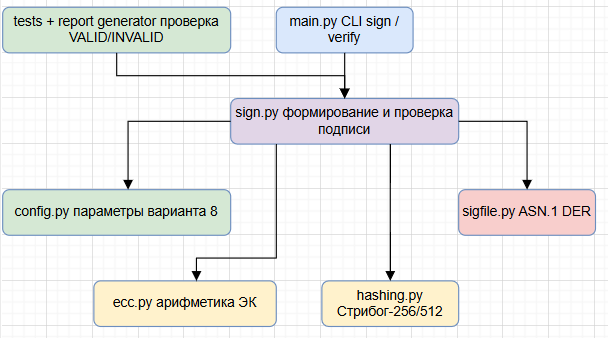 tests + report generator проверка
VALID/INVALID
main.py CLI sign /
verify
sign.py формирование и проверка
подписи
config.py параметры варианта 8
sigfile.py ASN.1 DER
ecc.py арифметика ЭК
hashing.py
Стрибог-256/512